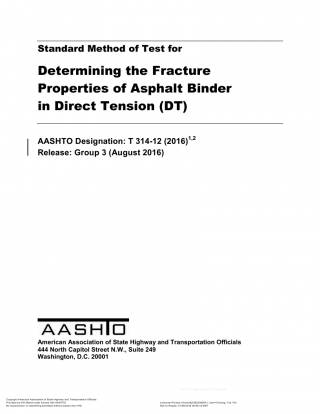 Standard Method of Test for
Determining the Fracture
Properties of Asphalt Binder
in Direct Tension (DT)
AASHTO Designation: T 314-12 (2016)1,2
Release: Group 3 (August 2016)
AASHTO
American Association of State Highway and Transportation Officials
444 North Capitol Street N.W., Suite 249
Washington, D.C. 20001